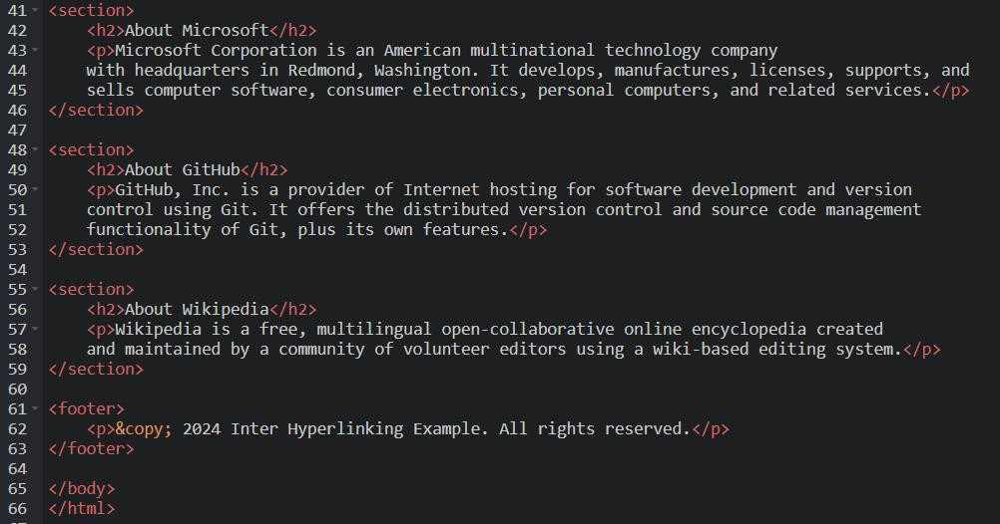 41 <section>
42     <h2>About Microsoft</h2>
43     <p>Microsoft Corporation is an American multinational technology company
44     with headquarters in Redmond, Washington. It develops, manufactures, licenses, supports, and
45     sells computer software, consumer electronics, personal computers, and related services.</p>
46 </section>
47
48 <section>
49     <h2>About GitHub</h2>
50     <p>GitHub, Inc. is a provider of Internet hosting for software development and version
51     control using Git. It offers the distributed version control and source code management
52     functionality of Git, plus its own features.</p>
53 </section>
54
55 <section>
56     <h2>About Wikipedia</h2>
57     <p>Wikipedia is a free, multilingual open-collaborative online encyclopedia created
58     and maintained by a community of volunteer editors using a wiki-based editing system.</p>
59 </section>
60
61 <footer>
62     <p>&copy; 2024 Inter Hyperlinking Example. All rights reserved.</p>
63 </footer>
64
65 </body>
66 </html>